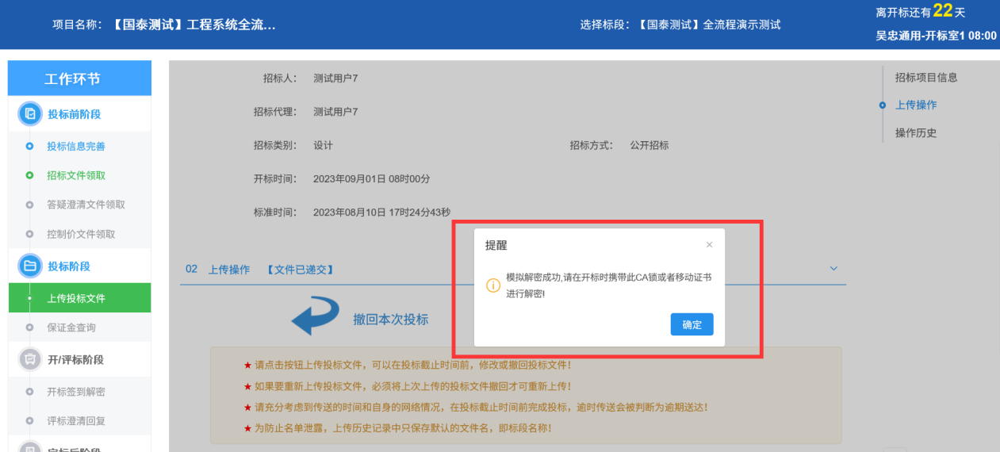 项目名称： 【国泰测试】工程系统全流...
选择标段： 【国泰测试】全流程演示测试
离开标还有22天
吴忠通用-开标室1 08:00
工作环节
投标前阶段
投标信息完善
招标文件领取
答疑澄清文件领取
控制价文件领取
投标阶段
上传投标文件
保证金查询
开/评标阶段
开标签到解密
评标澄清回复
招标人： 测试用户7
招标代理： 测试用户7
招标类别： 设计
招标方式： 公开招标
开标时间： 2023年09月01日 08时00分
标准时间： 2023年08月10日 17时24分43秒
02 上传操作 【文件已递交】
撤回本次投标
提醒
模拟解密成功,请在开标时携带此CA锁或者移动证书
进行解密!
确定
★ 请点击按钮上传投标文件，可以在投标截止时间前，修改或撤回投标文件！
★ 如果要重新上传投标文件，必须将上次上传的投标文件撤回才可重新上传！
★ 请充分考虑到传送的时间和自身的网络情况，在投标截止时间前完成投标，逾时传送会被判断为逾期送达！
★ 为防止名单泄露，上传历史记录中只保存默认的文件名，即标段名称！
招标项目信息
上传操作
操作历史